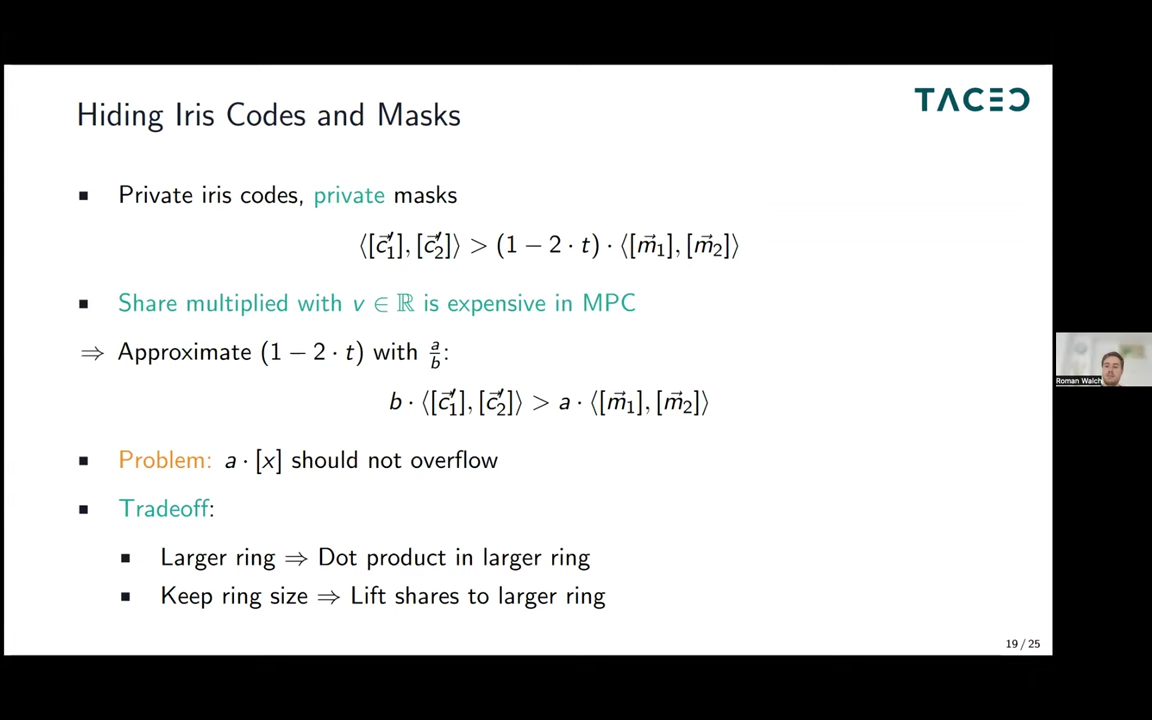 TACEO
Hiding Iris Codes and Masks
▪ Private iris codes, private masks
⟨[c⃗′₁], [c⃗′₂]⟩ > (1 − 2 · t) · ⟨[m⃗₁], [m⃗₂]⟩
▪ Share multiplied with v ∈ ℝ is expensive in MPC
⇒ Approximate (1 − 2 · t) with a/b:
b · ⟨[c⃗′₁], [c⃗′₂]⟩ > a · ⟨[m⃗₁], [m⃗₂]⟩
▪ Problem: a · [x] should not overflow
▪ Tradeoff:
▪ Larger ring ⇒ Dot product in larger ring
▪ Keep ring size ⇒ Lift shares to larger ring
19 / 25
Roman Walch